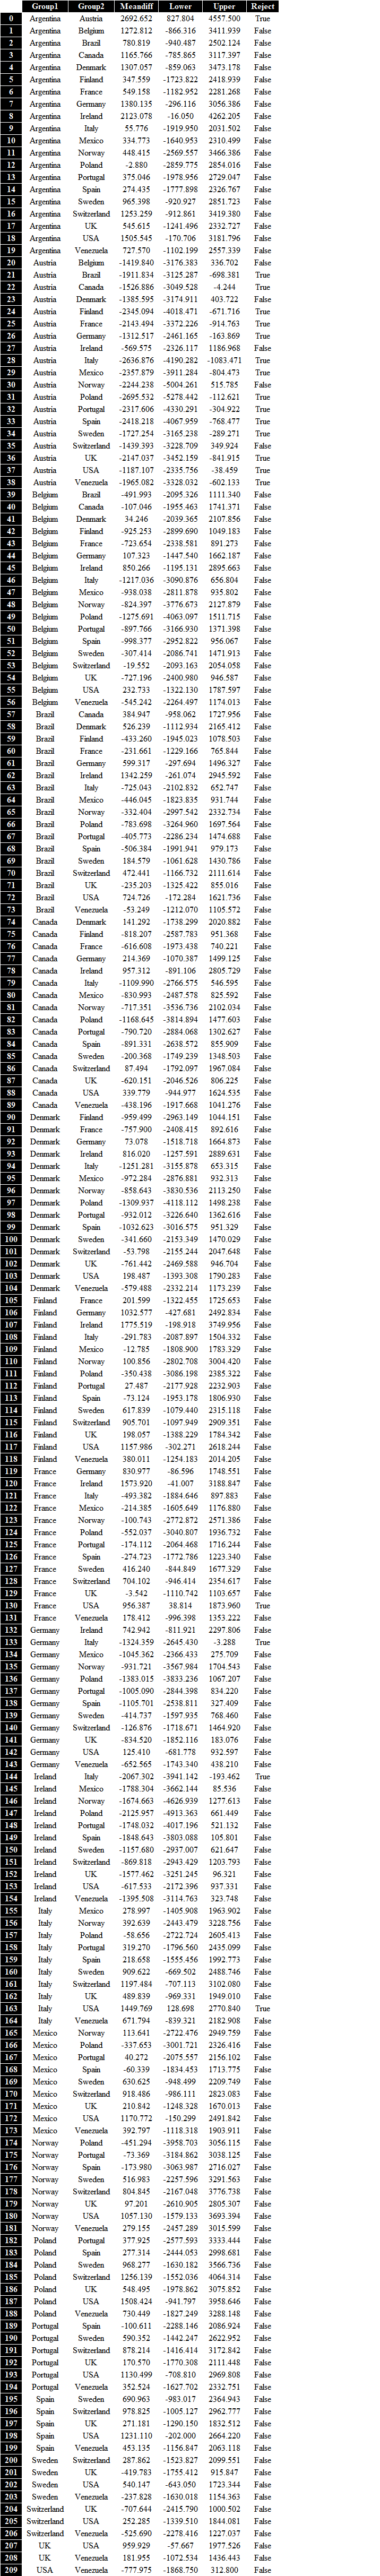 Group1 Group2 Meandiff Lower Upper Reject
0 Argentina Austria 2692.652 827.804 4557.500 True
1 Argentina Belgium 1272.812 -866.316 3411.939 False
2 Argentina Brazil 780.819 -940.487 2502.124 False
3 Argentina Canada 1165.766 -785.865 3117.397 False
4 Argentina Denmark 1307.057 -859.063 3473.178 False
5 Argentina Finland 347.559 -1723.822 2418.939 False
6 Argentina France 549.158 -1182.952 2281.268 False
7 Argentina Germany 1380.135 -296.116 3056.386 False
8 Argentina Ireland 2123.078 -16.050 4262.205 False
9 Argentina Italy 55.776 -1919.950 2031.502 False
10 Argentina Mexico 334.773 -1640.953 2310.499 False
11 Argentina Norway 448.415 -2569.557 3466.386 False
12 Argentina Poland -2.880 -2859.775 2854.016 False
13 Argentina Portugal 375.046 -1978.956 2729.047 False
14 Argentina Spain 274.435 -1777.898 2326.767 False
15 Argentina Sweden 965.398 -920.927 2851.723 False
16 Argentina Switzerland 1253.259 -912.861 3419.380 False
17 Argentina UK 545.615 -1241.496 2332.727 False
18 Argentina USA 1505.545 -170.706 3181.796 False
19 Argentina Venezuela 727.570 -1102.199 2557.339 False
20 Austria Belgium -1419.840 -3176.383 336.702 False
21 Austria Brazil -1911.834 -3125.287 -698.381 True
22 Austria Canada -1526.886 -3049.528 -4.244 True
23 Austria Denmark -1385.595 -3174.911 403.722 False
24 Austria Finland -2345.094 -4018.471 -671.716 True
25 Austria France -2143.494 -3372.226 -914.763 True
26 Austria Germany -1312.517 -2461.165 -163.869 True
27 Austria Ireland -569.575 -2326.117 1186.968 False
28 Austria Italy -2636.876 -4190.282 -1083.471 True
29 Austria Mexico -2357.879 -3911.284 -804.473 True
30 Austria Norway -2244.238 -5004.261 515.785 False
31 Austria Poland -2695.532 -5278.442 -112.621 True
32 Austria Portugal -2317.606 -4330.291 -304.922 True
33 Austria Spain -2418.218 -4067.959 -768.477 True
34 Austria Sweden -1727.254 -3165.238 -289.271 True
35 Austria Switzerland -1439.393 -3228.709 349.924 False
36 Austria UK -2147.037 -3452.159 -841.915 True
37 Austria USA -1187.107 -2335.756 -38.459 True
38 Austria Venezuela -1965.082 -3328.032 -602.133 True
39 Belgium Brazil -491.993 -2095.326 1111.340 False
40 Belgium Canada -107.046 -1955.463 1741.371 False
41 Belgium Denmark 34.246 -2039.365 2107.856 False
42 Belgium Finland -925.253 -2899.690 1049.183 False
43 Belgium France -723.654 -2338.581 891.273 False
44 Belgium Germany 107.323 -1447.540 1662.187 False
45 Belgium Ireland 850.266 -1195.131 2895.663 False
46 Belgium Italy -1217.036 -3090.876 656.804 False
47 Belgium Mexico -938.038 -2811.878 935.802 False
48 Belgium Norway -824.397 -3776.673 2127.879 False
49 Belgium Poland -1275.691 -4063.097 1511.715 False
50 Belgium Portugal -897.766 -3166.930 1371.398 False
51 Belgium Spain -998.377 -2952.822 956.067 False
52 Belgium Sweden -307.414 -2086.742 1471.913 False
53 Belgium Switzerland -19.552 -2093.163 2054.058 False
54 Belgium UK -727.196 -2400.980 946.587 False
55 Belgium USA 232.733 -1322.130 1787.597 False
56 Belgium Venezuela -545.242 -2264.497 1174.013 False
57 Brazil Canada 384.947 -958.062 1727.956 False
58 Brazil Denmark 526.239 -1112.934 2165.412 False
59 Brazil Finland -433.260 -1945.023 1078.503 False
60 Brazil France -231.661 -1229.166 765.844 False
61 Brazil Germany 599.317 -297.694 1496.327 False
62 Brazil Ireland 1342.259 -261.074 2945.592 False
63 Brazil Italy -725.043 -2102.832 652.747 False
64 Brazil Mexico -446.045 -1823.835 931.744 False
65 Brazil Norway -332.404 -2997.542 2332.734 False
66 Brazil Poland -783.698 -3264.960 1697.564 False
67 Brazil Portugal -405.773 -2286.234 1474.688 False
68 Brazil Spain -506.384 -1991.941 979.173 False
69 Brazil Sweden 184.579 -1061.628 1430.786 False
70 Brazil Switzerland 472.441 -1166.732 2111.614 False
71 Brazil UK -235.203 -1325.422 855.016 False
72 Brazil USA 724.726 -172.284 1621.736 False
73 Brazil Venezuela -53.249 -1212.070 1105.572 False
74 Canada Denmark 141.292 -1738.299 2020.882 False
75 Canada Finland -818.207 -2587.783 951.368 False
76 Canada France -616.608 -1973.438 740.221 False
77 Canada Germany 214.369 -1070.387 1499.125 False
78 Canada Ireland 957.312 -891.106 2805.729 False
79 Canada Italy -1109.990 -2766.575 546.595 False
80 Canada Mexico -830.993 -2487.578 825.592 False
81 Canada Norway -717.351 -3536.736 2102.034 False
82 Canada Poland -1168.645 -3814.894 1477.603 False
83 Canada Portugal -790.720 -2884.068 1302.627 False
84 Canada Spain -891.331 -2638.572 855.909 False
85 Canada Sweden -200.368 -1749.239 1348.503 False
86 Canada Switzerland 87.494 -1792.097 1967.084 False
87 Canada UK -620.151 -2046.526 806.225 False
88 Canada USA 339.779 -944.977 1624.535 False
89 Canada Venezuela -438.196 -1917.668 1041.276 False
90 Denmark Finland -959.499 -2963.149 1044.151 False
91 Denmark France -757.900 -2408.415 892.616 False
92 Denmark Germany 73.078 -1518.718 1664.873 False
93 Denmark Ireland 816.020 -1257.591 2889.631 False
94 Denmark Italy -1251.281 -3155.878 653.315 False
95 Denmark Mexico -972.284 -2876.881 932.313 False
96 Denmark Norway -858.643 -3830.536 2113.250 False
97 Denmark Poland -1309.937 -4118.112 1498.238 False
98 Denmark Portugal -932.012 -3226.640 1362.616 False
99 Denmark Spain -1032.623 -3016.575 951.329 False
100 Denmark Sweden -341.660 -2153.349 1470.029 False
101 Denmark Switzerland -53.798 -2155.244 2047.648 False
102 Denmark UK -761.442 -2469.588 946.704 False
103 Denmark USA 198.487 -1393.308 1790.283 False
104 Denmark Venezuela -579.488 -2332.214 1173.239 False
105 Finland France 201.599 -1322.455 1725.653 False
106 Finland Germany 1032.577 -427.681 2492.834 False
107 Finland Ireland 1775.519 -198.918 3749.956 False
108 Finland Italy -291.783 -2087.897 1504.332 False
109 Finland Mexico -12.785 -1808.900 1783.329 False
110 Finland Norway 100.856 -2802.708 3004.420 False
111 Finland Poland -350.438 -3086.198 2385.322 False
112 Finland Portugal 27.487 -2177.928 2232.903 False
113 Finland Spain -73.124 -1953.178 1806.930 False
114 Finland Sweden 617.839 -1079.440 2315.118 False
115 Finland Switzerland 905.701 -1097.949 2909.351 False
116 Finland UK 198.057 -1388.229 1784.342 False
117 Finland USA 1157.986 -302.271 2618.244 False
118 Finland Venezuela 380.011 -1254.183 2014.205 False
119 France Germany 830.977 -86.596 1748.551 False
120 France Ireland 1573.920 -41.007 3188.847 False
121 France Italy -493.382 -1884.646 897.883 False
122 France Mexico -214.385 -1605.649 1176.880 False
123 France Norway -100.743 -2772.872 2571.386 False
124 France Poland -552.037 -3040.807 1936.732 False
125 France Portugal -174.112 -2064.468 1716.244 False
126 France Spain -274.723 -1772.786 1223.340 False
127 France Sweden 416.240 -844.849 1677.329 False
128 France Switzerland 704.102 -946.414 2354.617 False
129 France UK -3.542 -1110.742 1103.657 False
130 France USA 956.387 38.814 1873.960 True
131 France Venezuela 178.412 -996.398 1353.222 False
132 Germany Ireland 742.942 -811.921 2297.806 False
133 Germany Italy -1324.359 -2645.430 -3.288 True
134 Germany Mexico -1045.362 -2366.433 275.709 False
135 Germany Norway -931.721 -3567.984 1704.543 False
136 Germany Poland -1383.015 -3833.236 1067.207 False
137 Germany Portugal -1005.090 -2844.398 834.220 False
138 Germany Spain -1105.701 -2538.811 327.409 False
139 Germany Sweden -414.737 -1597.935 768.460 False
140 Germany Switzerland -126.876 -1718.671 1464.920 False
141 Germany UK -834.520 -1852.116 183.076 False
142 Germany USA 125.410 -681.778 932.597 False
143 Germany Venezuela -652.565 -1743.340 438.210 False
144 Ireland Italy -2067.302 -3941.142 -193.462 True
145 Ireland Mexico -1788.304 -3662.144 85.536 False
146 Ireland Norway -1674.663 -4626.939 1277.613 False
147 Ireland Poland -2125.957 -4913.363 661.449 False
148 Ireland Portugal -1748.032 -4017.196 521.132 False
149 Ireland Spain -1848.643 -3803.088 105.801 False
150 Ireland Sweden -1157.680 -2937.007 621.647 False
151 Ireland Switzerland -869.818 -2943.429 1203.793 False
152 Ireland UK -1577.462 -3251.245 96.321 False
153 Ireland USA -617.533 -2172.396 937.331 False
154 Ireland Venezuela -1395.508 -3114.763 323.748 False
155 Italy Mexico 278.997 -1405.908 1963.902 False
156 Italy Norway 392.639 -2443.479 3228.756 False
157 Italy Poland -58.656 -2722.724 2605.413 False
158 Italy Portugal 319.270 -1796.560 2435.099 False
159 Italy Spain 218.658 -1555.456 1992.773 False
160 Italy Sweden 909.622 -669.502 2488.746 False
161 Italy Switzerland 1197.484 -707.113 3102.080 False
162 Italy UK 489.839 -969.331 1949.010 False
163 Italy USA 1449.769 128.698 2770.840 True
164 Italy Venezuela 671.794 -839.321 2182.908 False
165 Mexico Norway 113.641 -2722.476 2949.759 False
166 Mexico Poland -337.653 -3001.721 2326.416 False
167 Mexico Portugal 40.272 -2075.557 2156.102 False
168 Mexico Spain -60.339 -1834.453 1713.775 False
169 Mexico Sweden 630.625 -948.499 2209.749 False
170 Mexico Switzerland 918.486 -986.111 2823.083 False
171 Mexico UK 210.842 -1248.328 1670.013 False
172 Mexico USA 1170.772 -150.299 2491.842 False
173 Mexico Venezuela 392.797 -1118.318 1903.911 False
174 Norway Poland -451.294 -3958.703 3056.115 False
175 Norway Portugal -73.369 -3184.862 3038.125 False
176 Norway Spain -173.980 -3063.987 2716.027 False
177 Norway Sweden 516.983 -2257.596 3291.563 False
178 Norway Switzerland 804.845 -2167.048 3776.738 False
179 Norway UK 97.201 -2610.905 2805.307 False
180 Norway USA 1057.130 -1579.133 3693.394 False
181 Norway Venezuela 279.155 -2457.289 3015.599 False
182 Poland Portugal 377.925 -2577.593 3333.444 False
183 Poland Spain 277.314 -2444.053 2998.681 False
184 Poland Sweden 968.277 -1630.182 3566.736 False
185 Poland Switzerland 1256.139 -1552.036 4064.314 False
186 Poland UK 548.495 -1978.862 3075.852 False
187 Poland USA 1508.424 -941.797 3958.646 False
188 Poland Venezuela 730.449 -1827.249 3288.148 False
189 Portugal Spain -100.611 -2288.146 2086.924 False
190 Portugal Sweden 590.352 -1442.247 2622.952 False
191 Portugal Switzerland 878.214 -1416.414 3172.842 False
192 Portugal UK 170.570 -1770.308 2111.448 False
193 Portugal USA 1130.499 -708.810 2969.808 False
194 Portugal Venezuela 352.524 -1627.702 2332.751 False
195 Spain Sweden 690.963 -983.017 2364.943 False
196 Spain Switzerland 978.825 -1005.127 2962.777 False
197 Spain UK 271.181 -1290.150 1832.512 False
198 Spain USA 1231.110 -202.000 2664.220 False
199 Spain Venezuela 453.135 -1156.847 2063.118 False
200 Sweden Switzerland 287.862 -1523.827 2099.551 False
201 Sweden UK -419.783 -1755.412 915.847 False
202 Sweden USA 540.147 -643.050 1723.344 False
203 Sweden Venezuela -237.828 -1630.018 1154.363 False
204 Switzerland UK -707.644 -2415.790 1000.502 False
205 Switzerland USA 252.285 -1339.510 1844.081 False
206 Switzerland Venezuela -525.690 -2278.416 1227.037 False
207 UK USA 959.929 -57.667 1977.526 False
208 UK Venezuela 181.955 -1072.534 1436.443 False
209 USA Venezuela -777.975 -1868.750 312.800 False